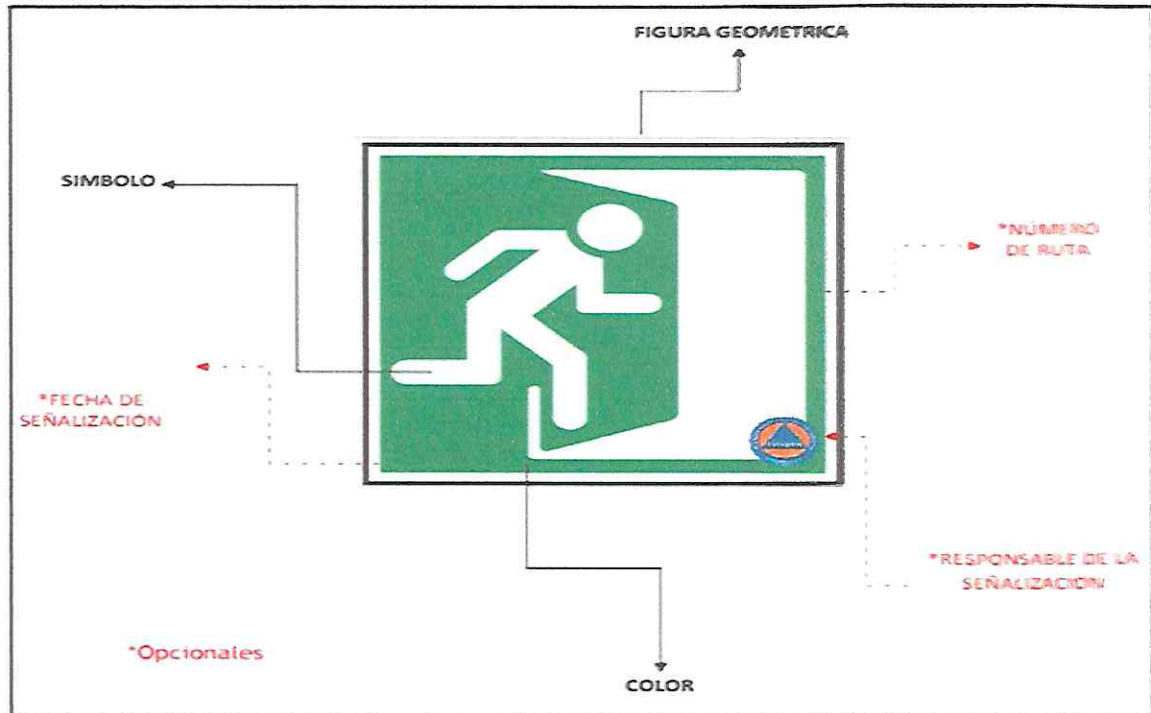 FIGURA GEOMETRICA
SIMBOLO
*NÚMERO
DE RUTA
*FECHA DE
SEÑALIZACIÓN
*RESPONSABLE DE LA
SEÑALIZACIÓN
*Opcionales
COLOR